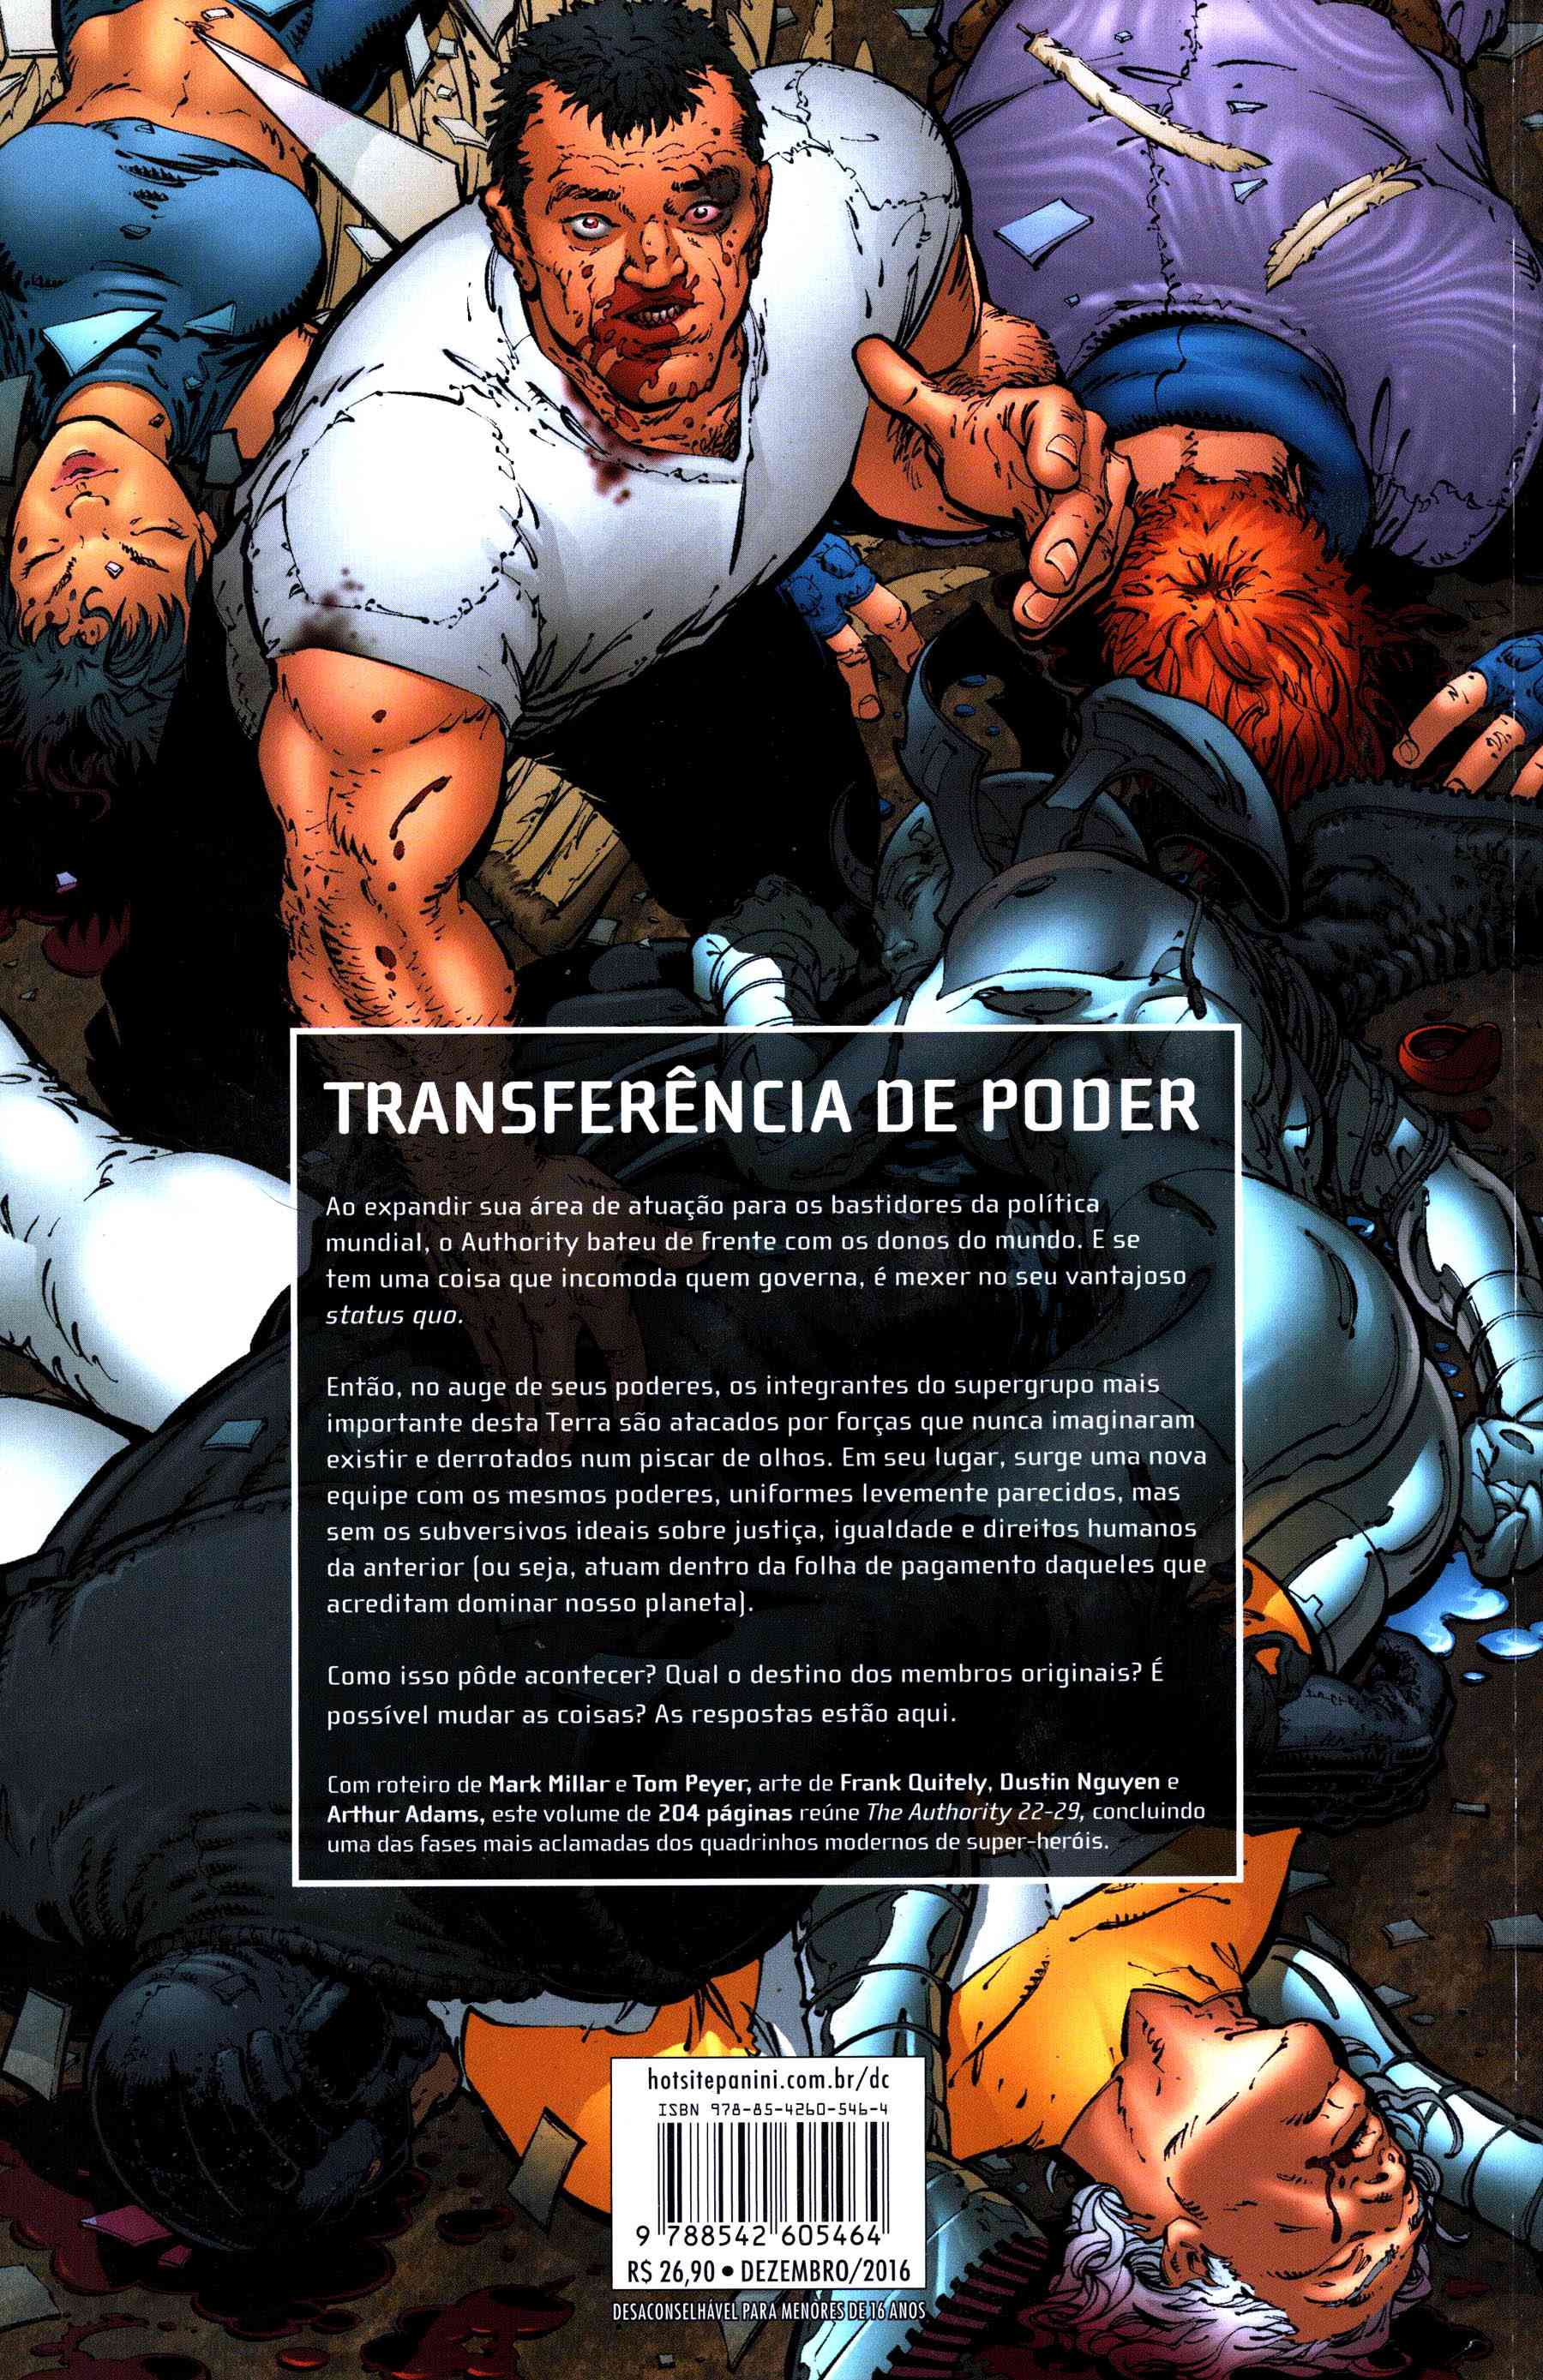 TRANSFERÊNCIA DE PODER
Ao expandir sua área de atuação para os bastidores da política
mundial, o Authority bateu de frente com os donos do mundo. E se
tem uma coisa que incomoda quem governa, é mexer no seu vantajoso
status quo.
Então, no auge de seus poderes, os integrantes do supergrupo mais
importante desta Terra são atacados por forças que nunca imaginaram
existir e derrotados num piscar de olhos. Em seu lugar, surge uma nova
equipe com os mesmos poderes, uniformes levemente parecidos, mas
sem os subversivos ideais sobre justiça, igualdade e direitos humanos
da anterior (ou seja, atuam dentro da folha de pagamento daqueles que
acreditam dominar nosso planeta).
Como isso pôde acontecer? Qual o destino dos membros originais? É
possível mudar as coisas? As respostas estão aqui.
Com roteiro de Mark Millar e Tom Peyer, arte de Frank Quitely, Dustin Nguyen e
Arthur Adams, este volume de 204 páginas reúne The Authority 22-29, concluindo
uma das fases mais aclamadas dos quadrinhos modernos de super-heróis.
hotsitepanini.com.br/dc
ISBN 978-85-4260-546-4
9 788542 605464
R$ 26,90 • DEZEMBRO/2016
DESACONSELHÁVEL PARA MENORES DE 16 ANOS